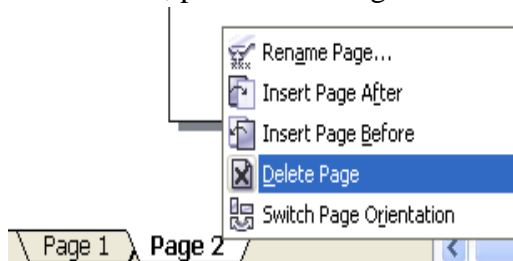 Rename Page...
Insert Page After
Insert Page Before
Delete Page
Switch Page Orientation
Page 1 Page 2